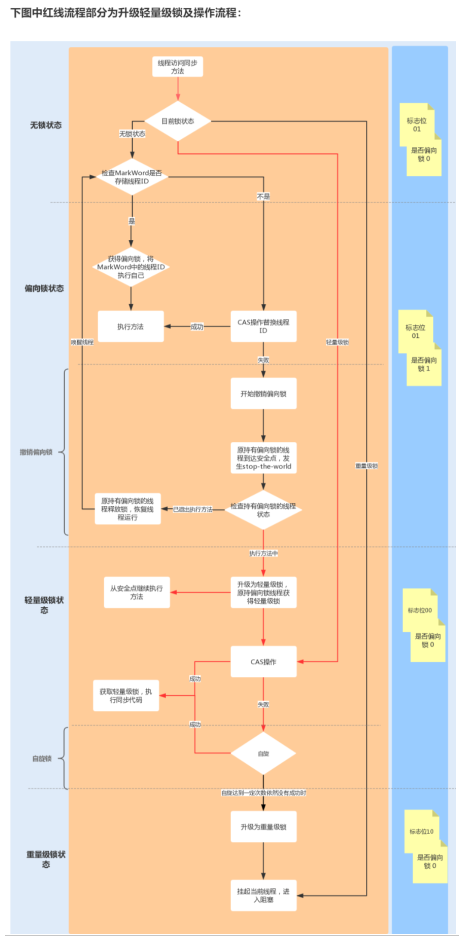 下图中红线流程部分为升级轻量级锁及操作流程：
线程访问同步
方法
无锁状态
目前锁状态
标志位
01
无锁状态
是否偏向
锁 0
检查MarkWord是否
存储线程ID
不是
是
偏向锁状态
获得偏向锁，将
MarkWord中的线程ID
执行自己
执行方法
成功
CAS操作替换线程
ID
标志位
01
唤醒线程
轻量级锁
是否偏向
锁 1
失败
开始撤销偏向锁
撤销偏向锁
原持有偏向锁的线
程到达安全点，发
生stop-the-world
重量级锁
原持有偏向锁的线
程释放锁，恢复线
程运行
已退出执行方法
检查持有偏向锁的线程
状态
执行方法中
轻量级锁状
态
从安全点继续执行
方法
升级为轻量级锁，
原持偏向锁线程获
得轻量级锁
标志位00
是否偏向
锁 0
CAS操作
成功
获取轻量级锁，执
行同步代码
失败
成功
自旋锁
自旋
自旋达到一定次数依然没有成功时
升级为重量级锁
标志位10
重量级锁状
态
是否偏向
锁 0
挂起当前线程，进
入阻塞